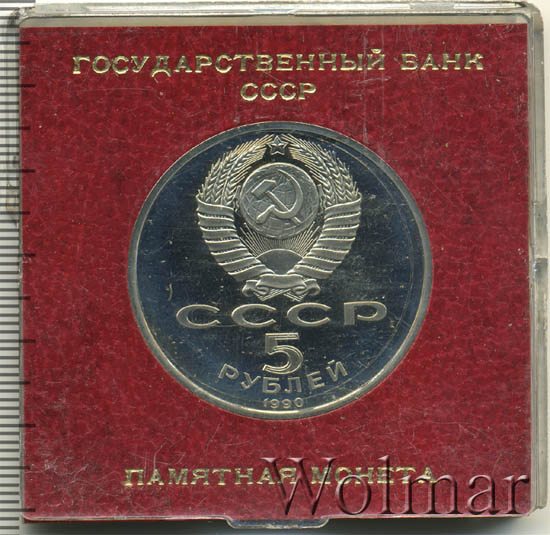 ГОСУДАРСТВЕННЫЙ БАНК
СССР
СССР
5
РУБЛЕЙ
1990
ПАМЯТНАЯ МОНЕТА
Wolmar